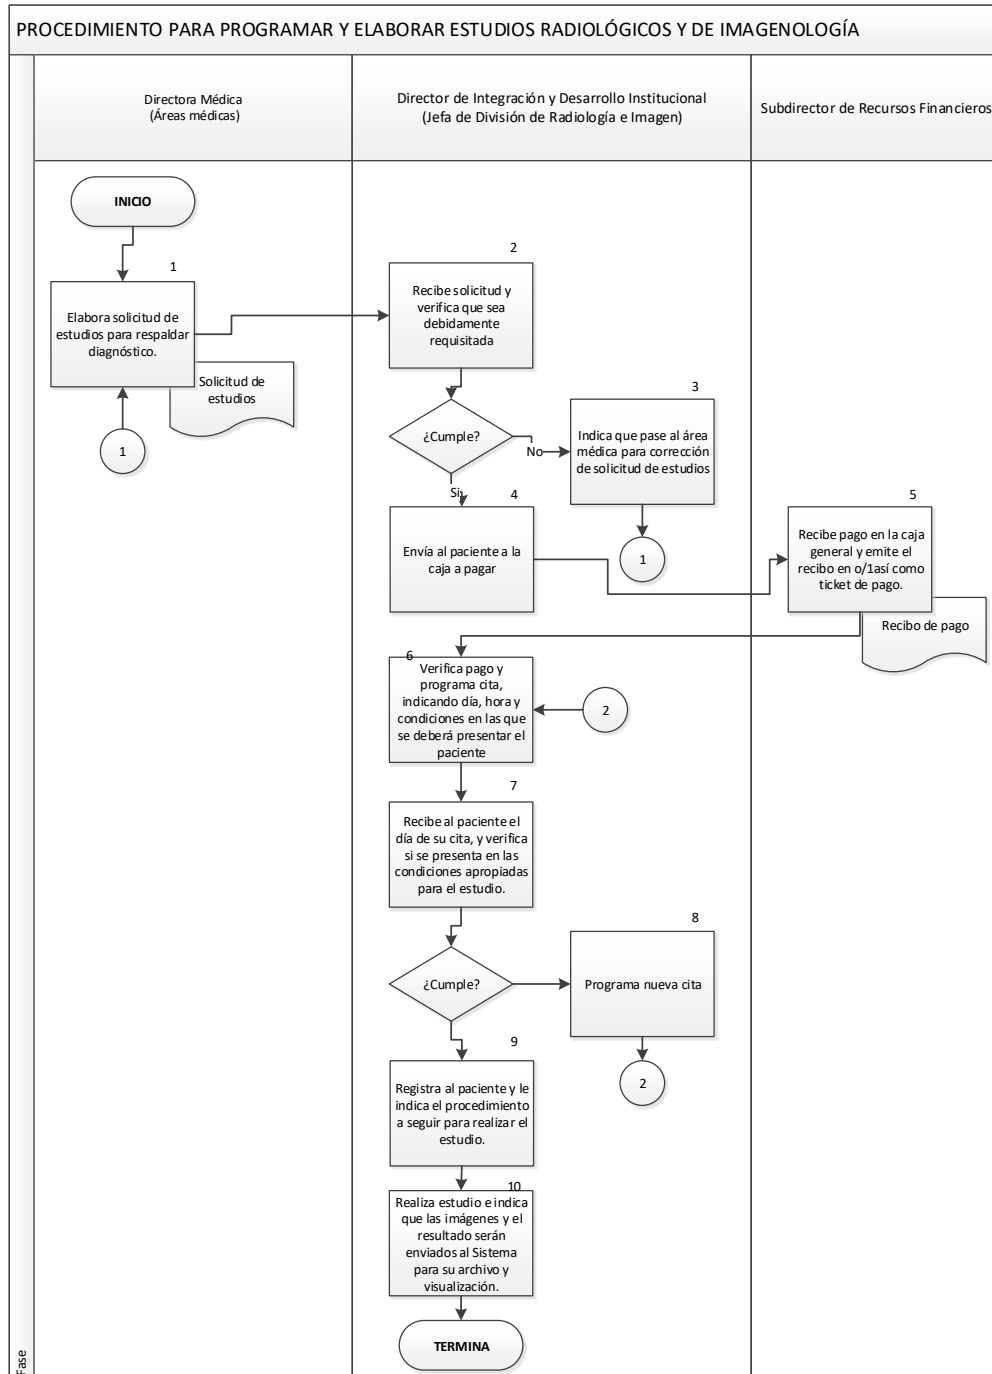 PROCEDIMIENTO PARA PROGRAMAR Y ELABORAR ESTUDIOS RADIOLÓGICOS Y DE IMAGENOLOGÍA
Directora Médica
(Áreas médicas)
Director de Integración y Desarrollo Institucional
(Jefa de División de Radiología e Imagen)
Subdirector de Recursos Financieros
INICIO
1
Elabora solicitud de
estudios para respaldar
diagnóstico.
Solicitud de
estudios
1
2
Recibe solicitud y
verifica que sea
debidamente
requisitada
¿Cumple?
No
Si
3
Indica que pase al área
médica para corrección
de solicitud de estudios
1
4
Envía al paciente a la
caja a pagar
5
Recibe pago en la caja
general y emite el
recibo en o/1así como
ticket de pago.
Recibo de pago
6
Verifica pago y
programa cita,
indicando día, hora y
condiciones en las que
se deberá presentar el
paciente
2
7
Recibe al paciente el
día de su cita, y verifica
si se presenta en las
condiciones apropiadas
para el estudio.
¿Cumple?
8
Programa nueva cita
2
9
Registra al paciente y le
indica el procedimiento
a seguir para realizar el
estudio.
10
Realiza estudio e indica
que las imágenes y el
resultado serán
enviados al Sistema
para su archivo y
visualización.
TERMINA
Fase